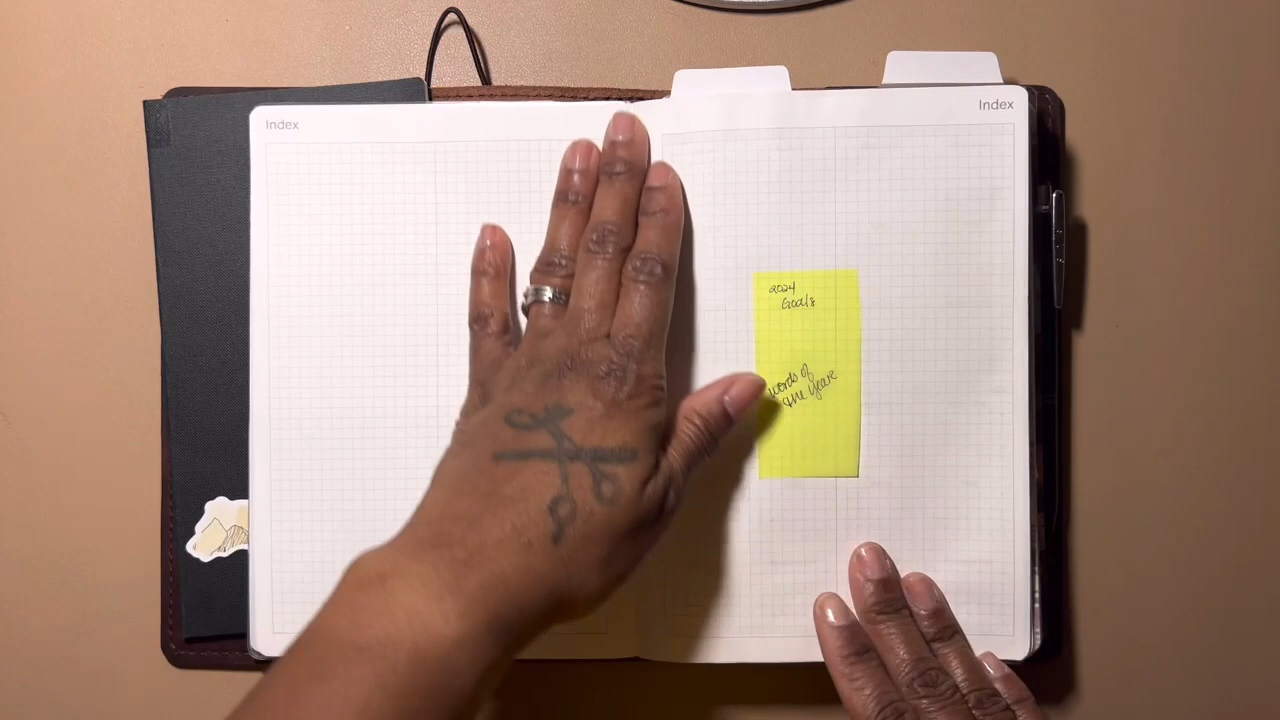 Index
Index
2024
Goals
words of
the year